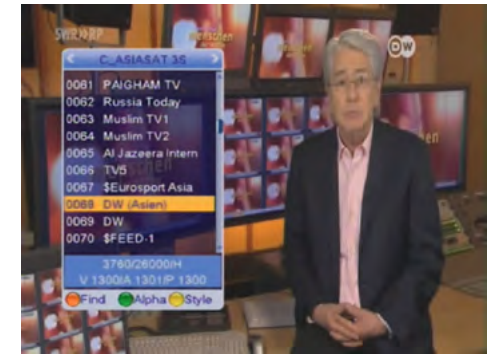 SWR»RP
menschen
DW
C_ASIASAT 3S
0061 PAIGHAM TV
0062 Russia Today
0063 Muslim TV1
0064 Muslim TV2
0065 Al Jazeera Intern
0066 TV5
0067 $Eurosport Asia
0068 DW (Asien)
0069 DW
0070 $FEED-1
3760/26000/H
V 1300/A 1301/P 1300
Find Alpha Style